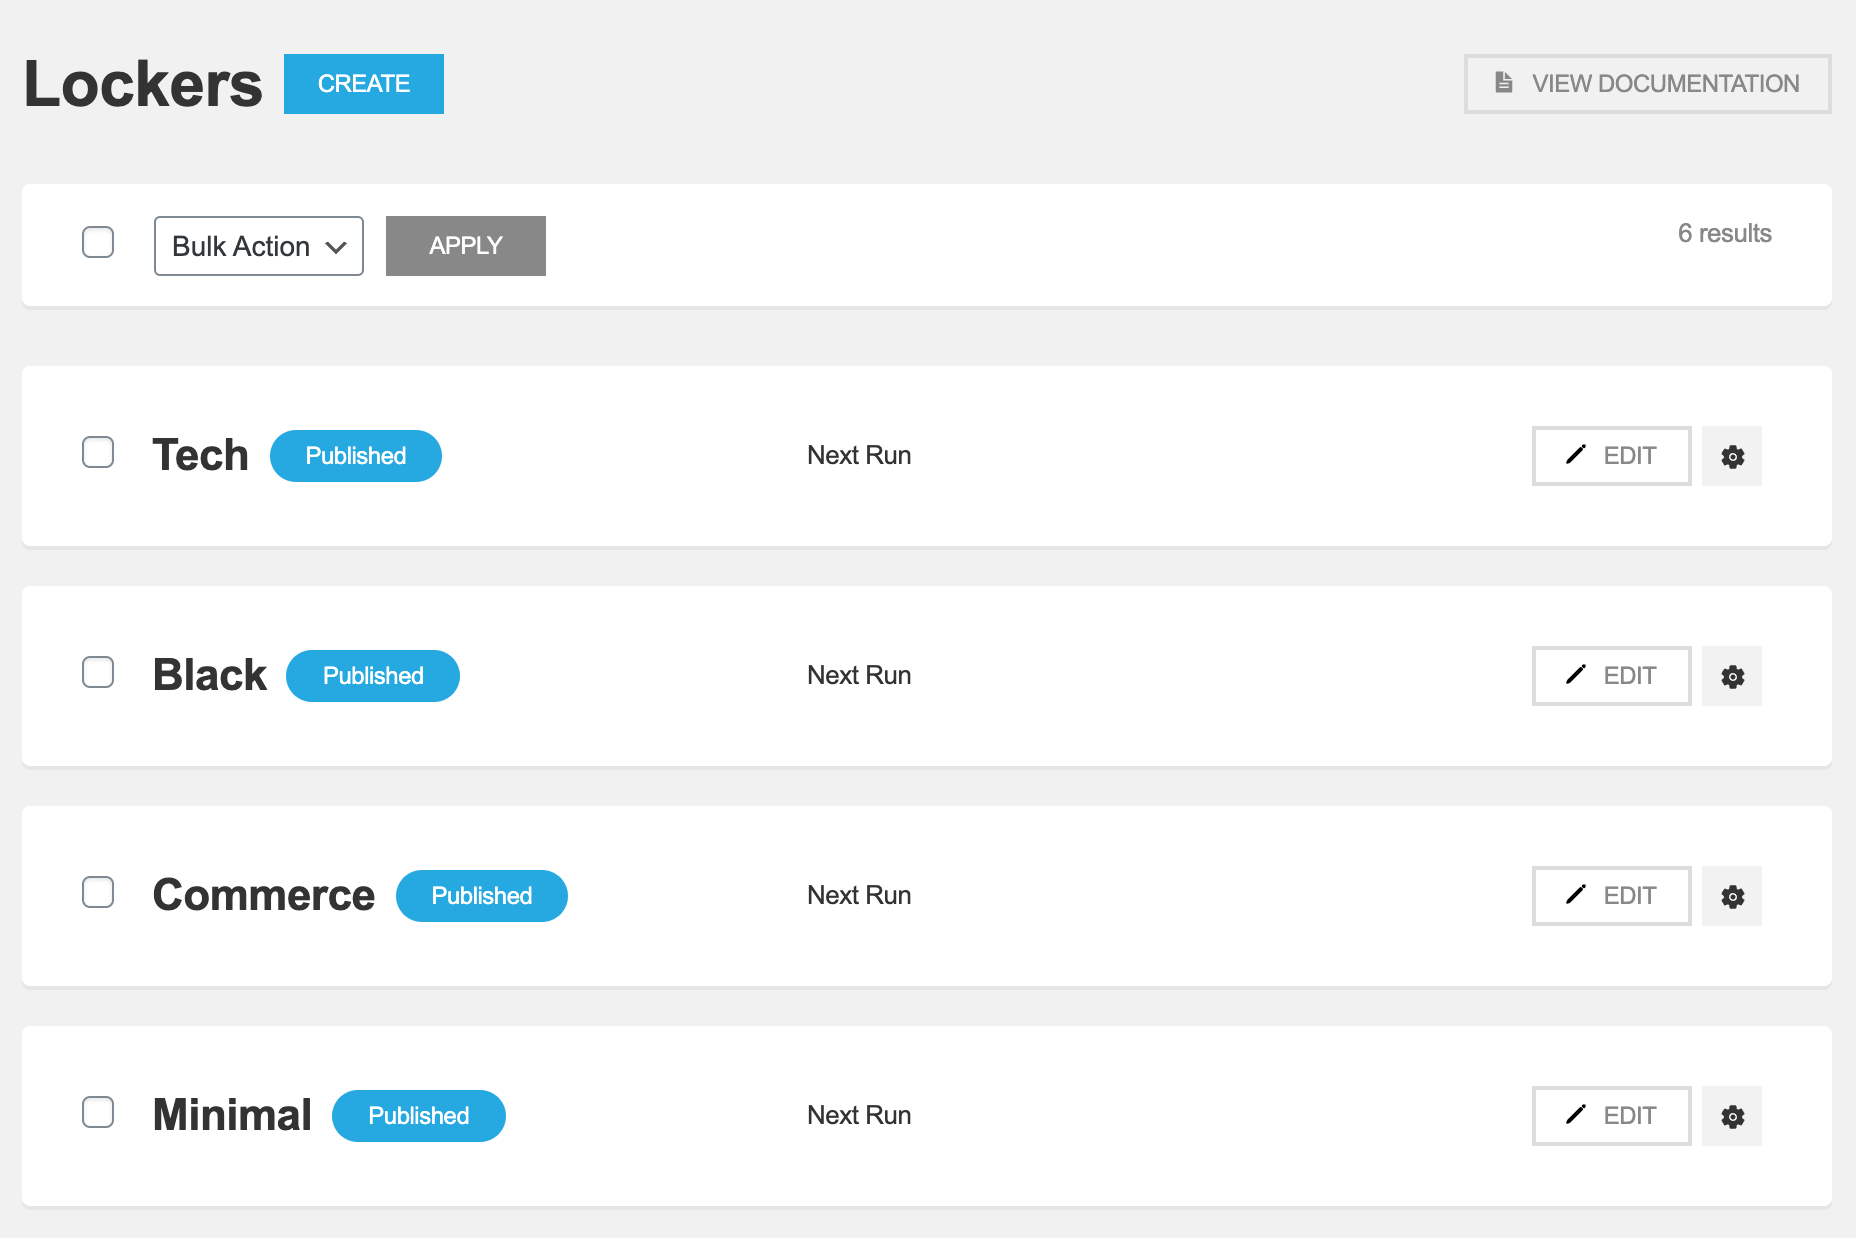 Lockers CREATE VIEW DOCUMENTATION
Bulk Action APPLY 6 results
Tech Published Next Run EDIT
Black Published Next Run EDIT
Commerce Published Next Run EDIT
Minimal Published Next Run EDIT